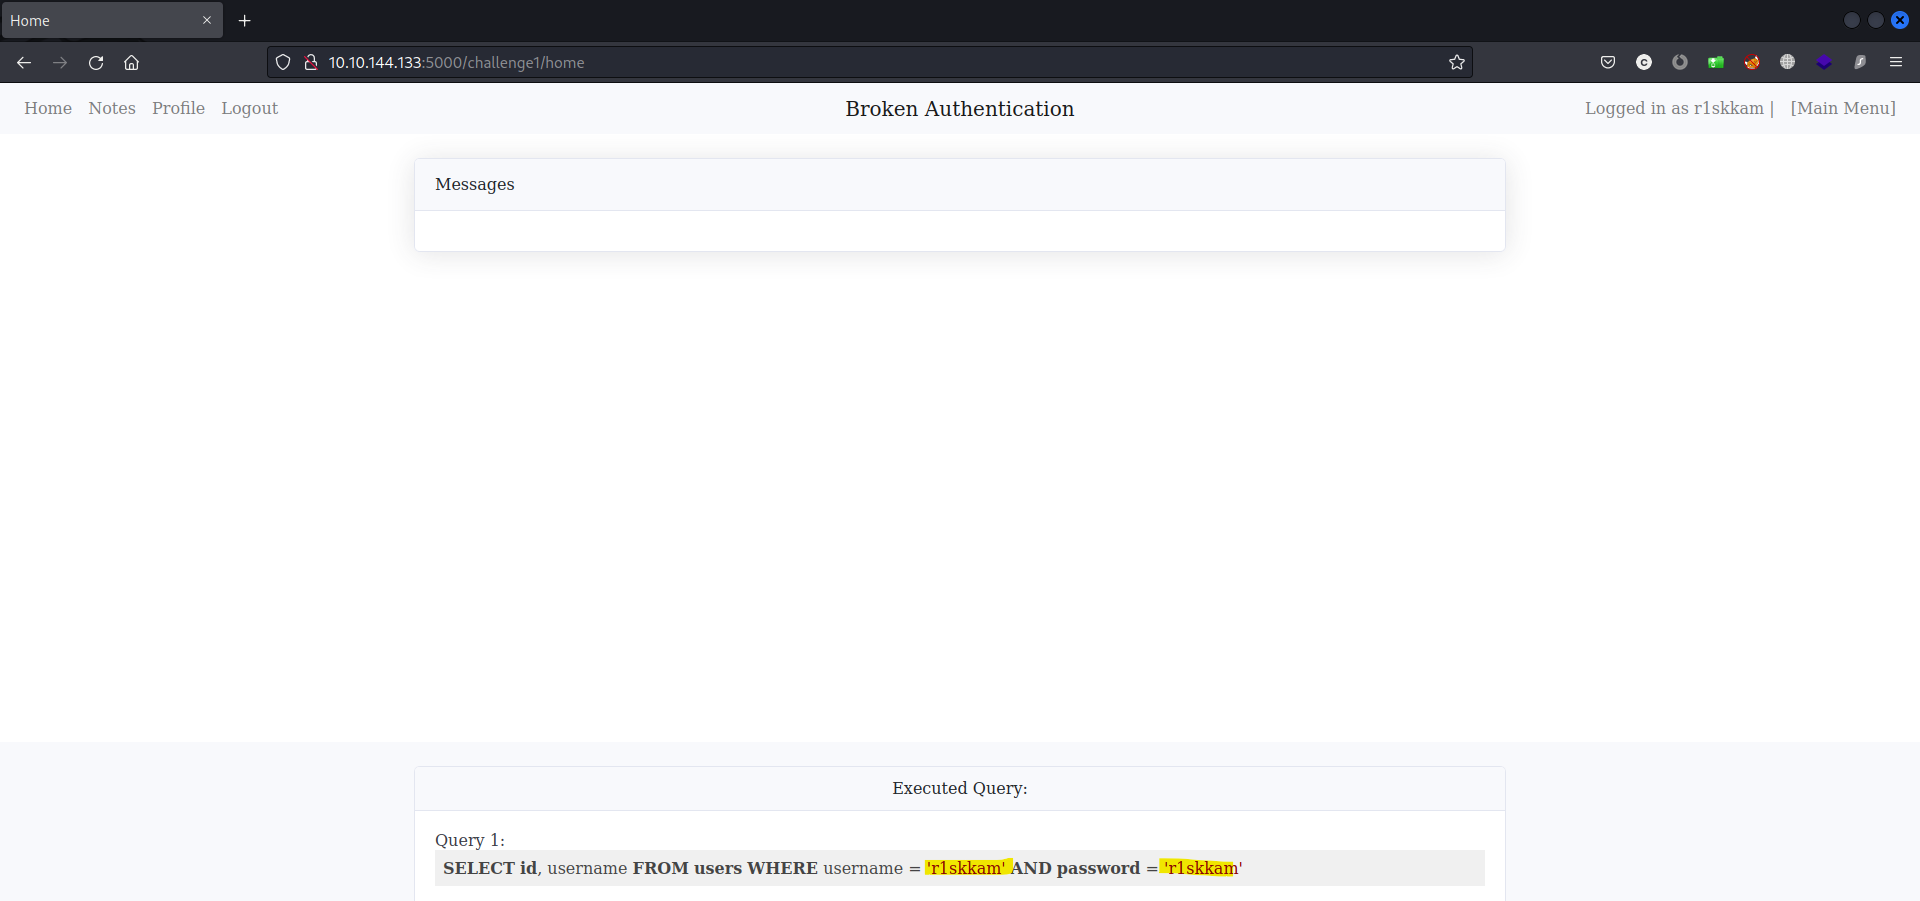 Home
10.10.144.133:5000/challenge1/home
Home Notes Profile Logout
Broken Authentication
Logged in as r1skkam | [Main Menu]
Messages
Executed Query:
Query 1:
SELECT id, username FROM users WHERE username = 'r1skkam' AND password = 'r1skkam'